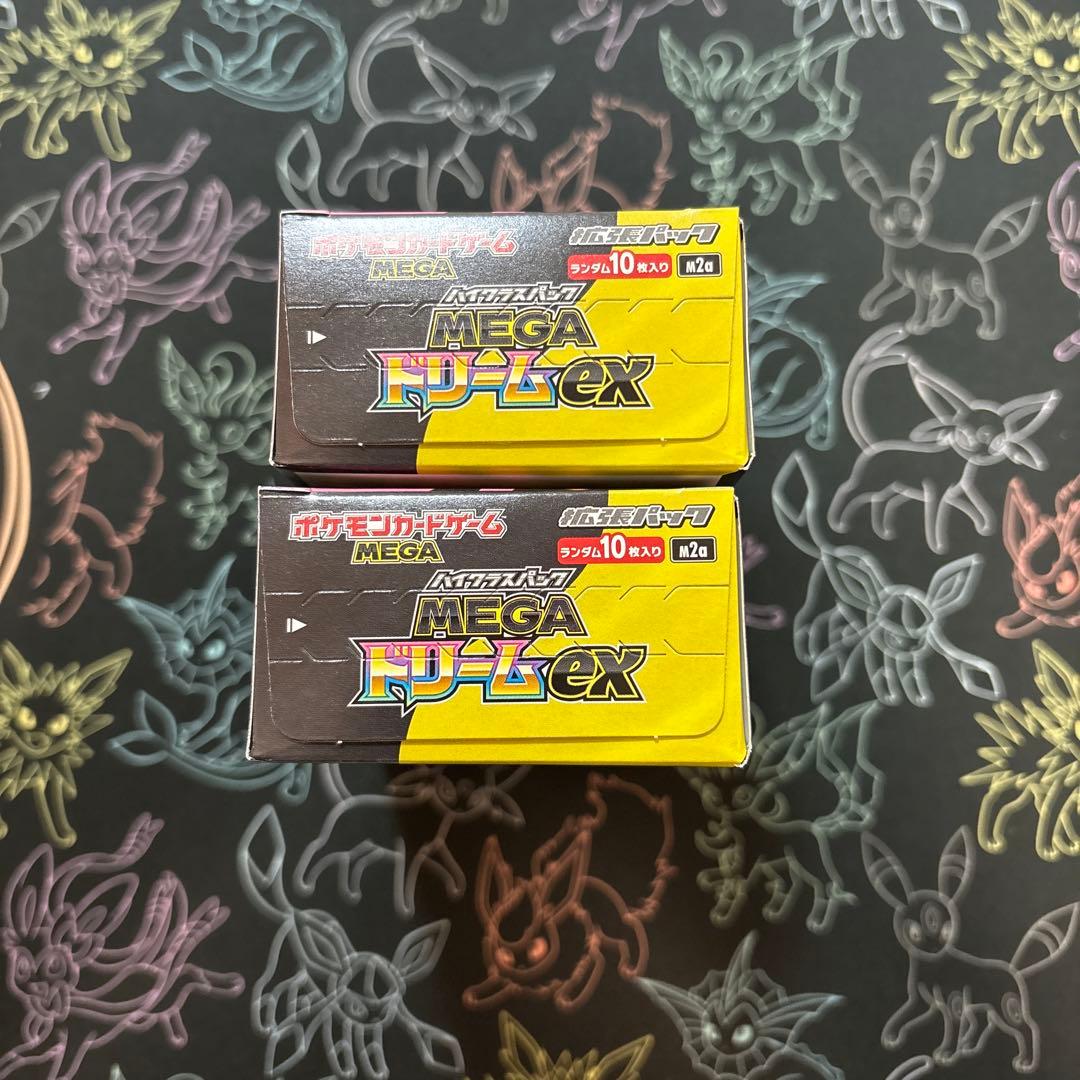 ポケモンカードゲーム
MEGA
拡張パック
ランダム10枚入り M2a
ハイクラスパック
MEGA
ドリームex
ポケモンカードゲーム
MEGA
拡張パック
ランダム10枚入り M2a
ハイクラスパック
MEGA
ドリームex